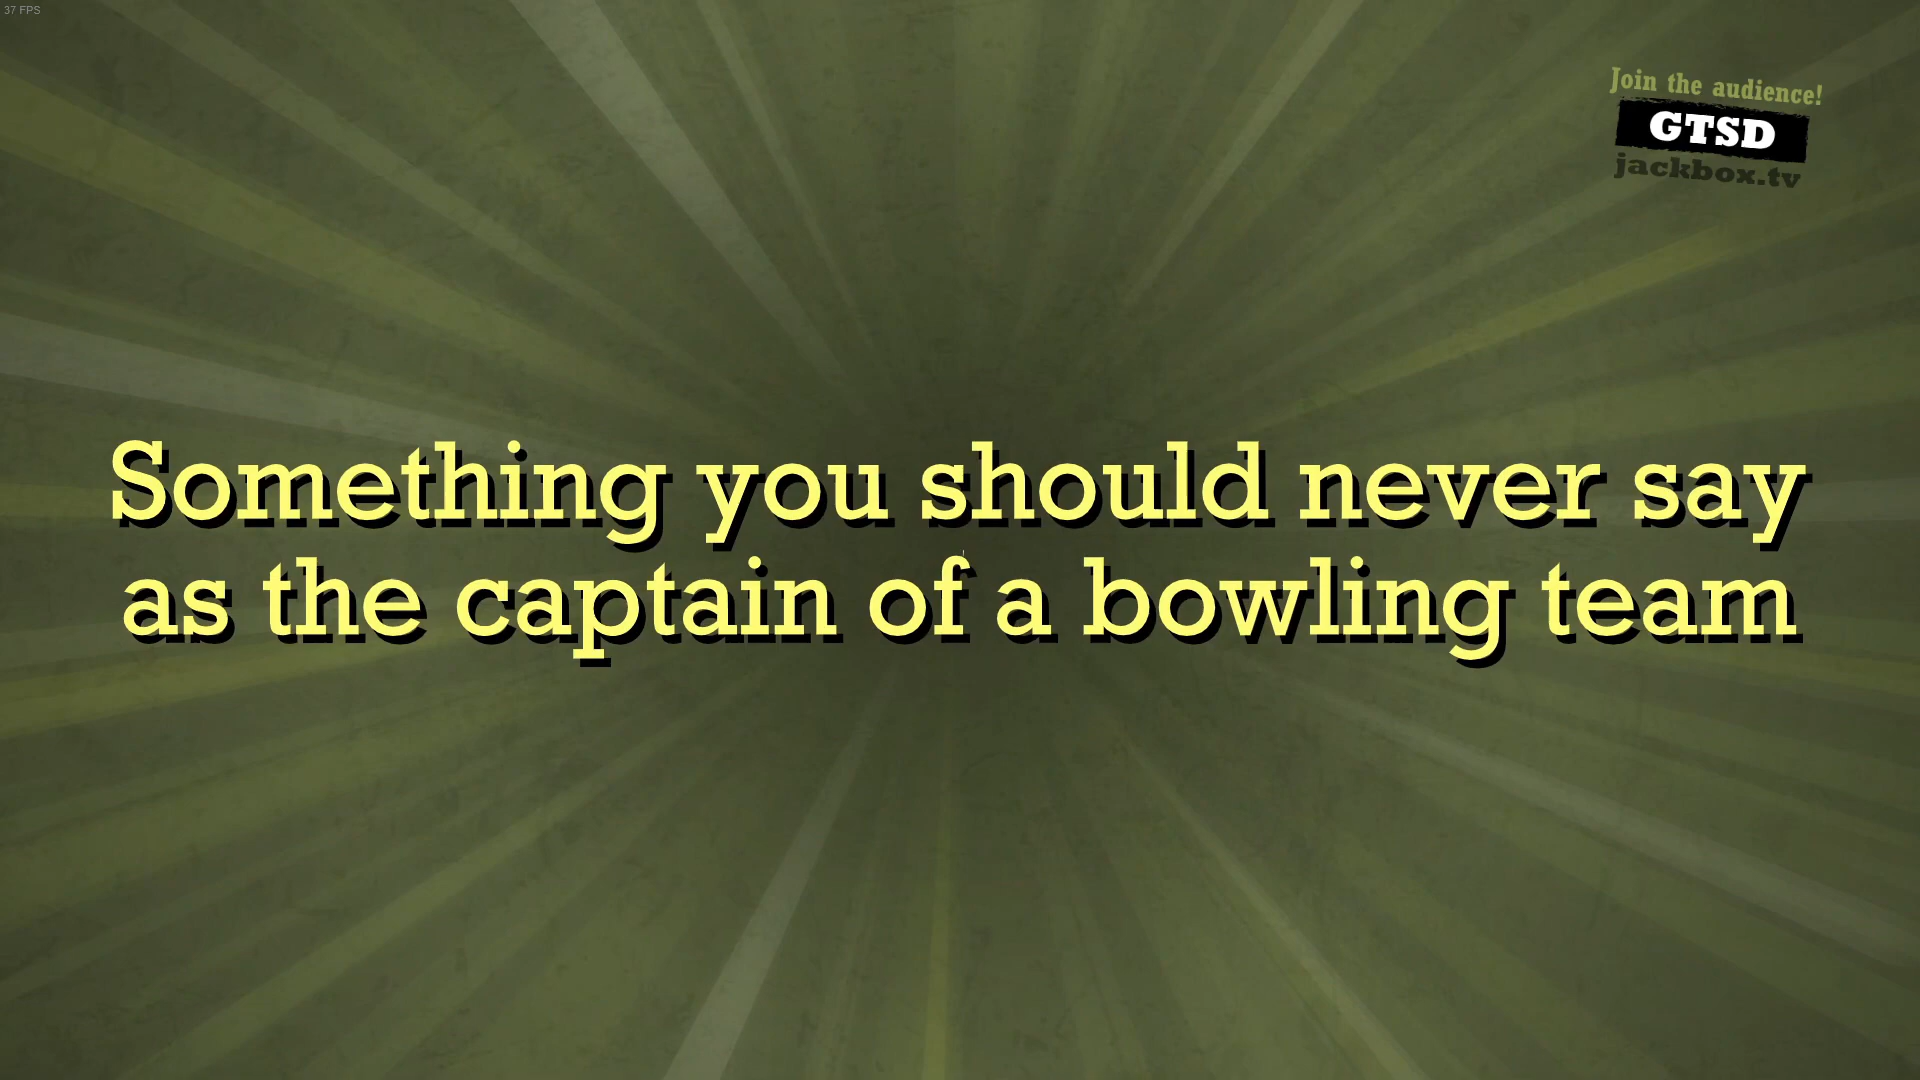 37 FPS
Join the audience!
GTSD
jackbox.tv
Something you should never say
as the captain of a bowling team